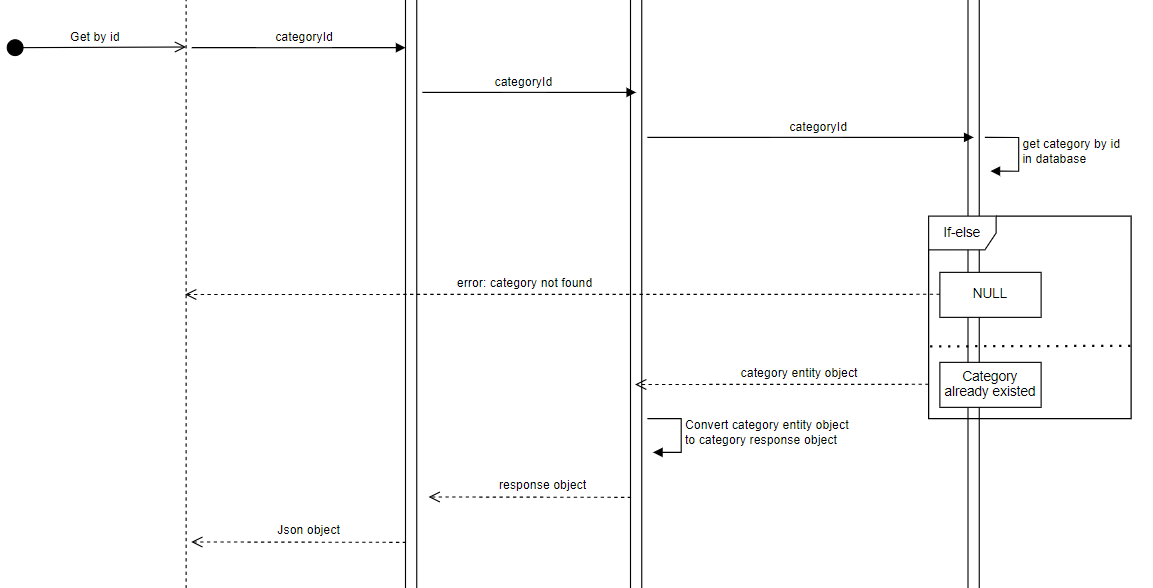 Get by id
categoryId
categoryId
categoryId
get category by id
in database
If-else
error: category not found
NULL
category entity object
Category
already existed
Convert category entity object
to category response object
response object
Json object